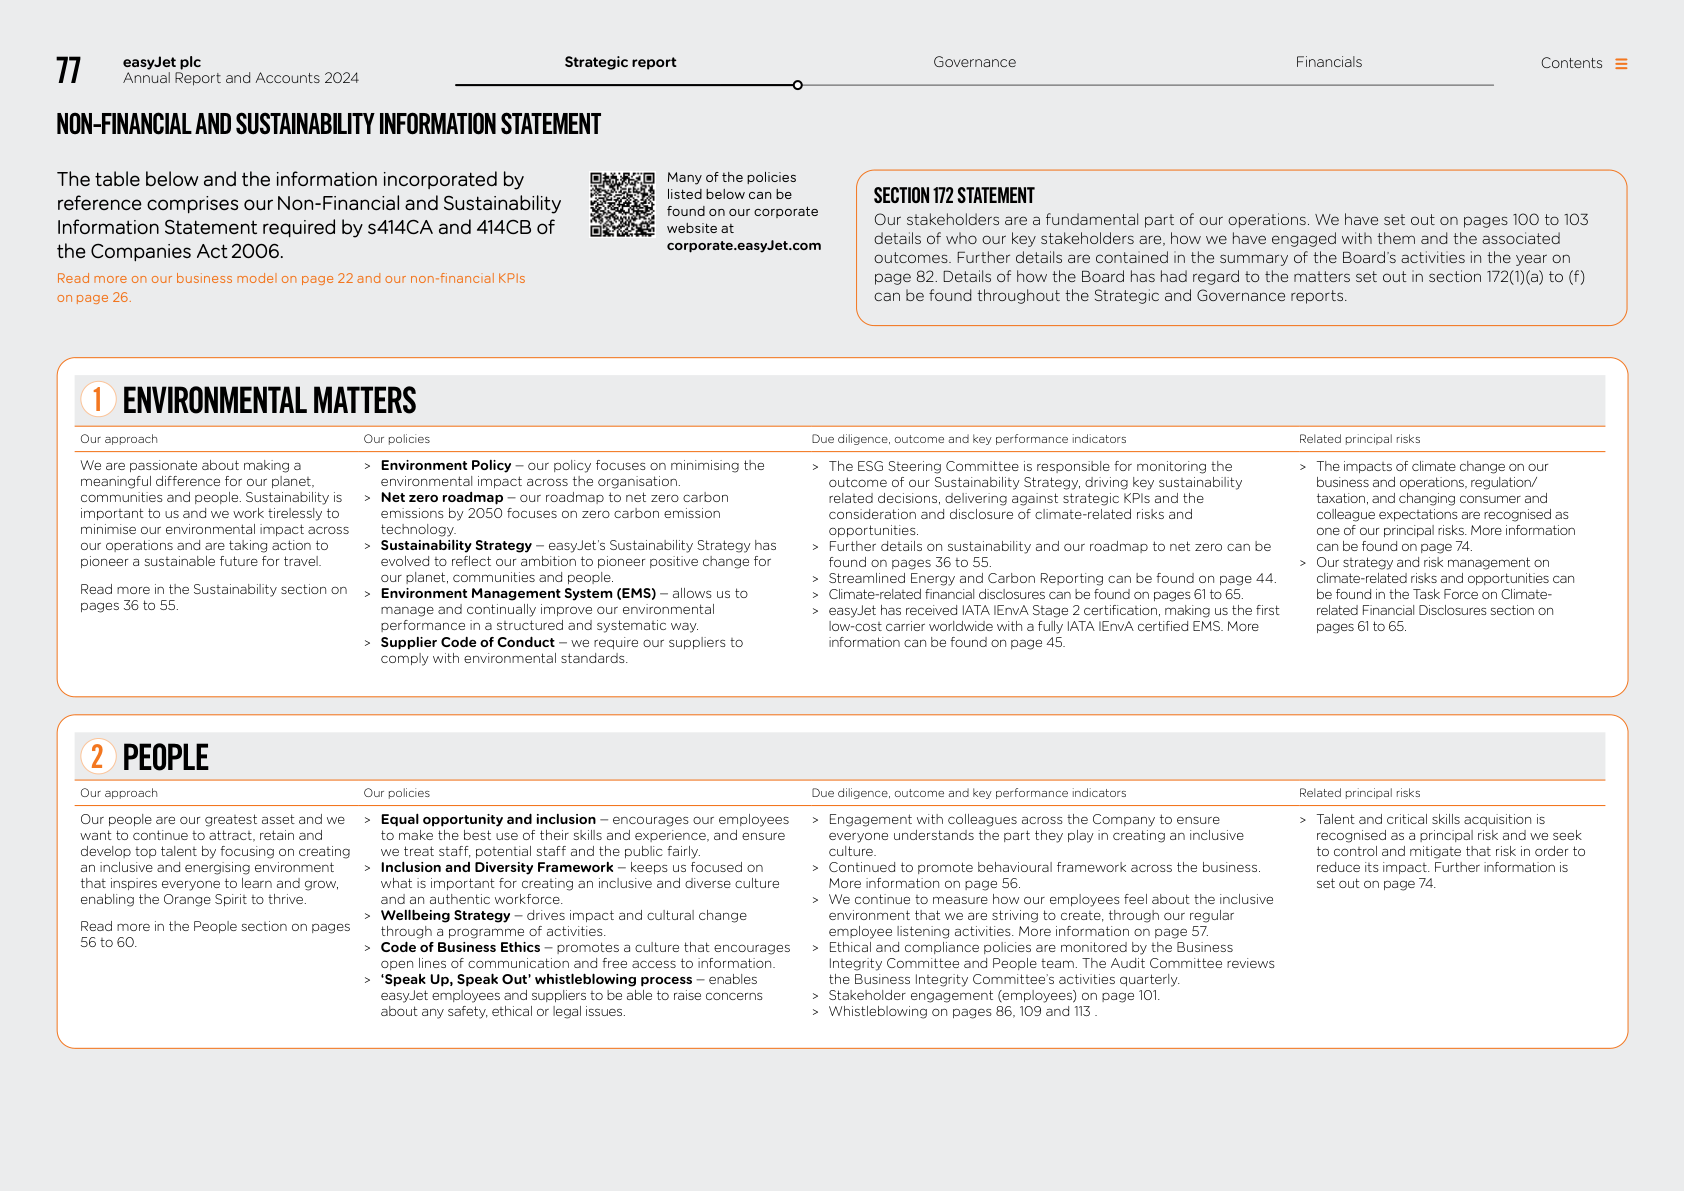 77
easyJet plc
Annual Report and Accounts 2024
Strategic report
Governance
Financials
Contents
NON-FINANCIAL AND SUSTAINABILITY INFORMATION STATEMENT
The table below and the information incorporated by
reference comprises our Non-Financial and Sustainability
Information Statement required by s414CA and 414CB of
the Companies Act 2006.
Read more on our business model on page 22 and our non-financial KPIs
on page 26.
Many of the policies
listed below can be
found on our corporate
website at
corporate.easyJet.com
SECTION 172 STATEMENT
Our stakeholders are a fundamental part of our operations. We have set out on pages 100 to 103
details of who our key stakeholders are, how we have engaged with them and the associated
outcomes. Further details are contained in the summary of the Board's activities in the year on
page 82. Details of how the Board has had regard to the matters set out in section 172(1)(a) to (f)
can be found throughout the Strategic and Governance reports.
1 ENVIRONMENTAL MATTERS
Our approach
We are passionate about making a
meaningful difference for our planet,
communities and people. Sustainability is
important to us and we work tirelessly to
minimise our environmental impact across
our operations and are taking action to
pioneer a sustainable future for travel.
Read more in the Sustainability section on
pages 36 to 55.
Our policies
> Environment Policy – our policy focuses on minimising the
environmental impact across the organisation.
> Net zero roadmap – our roadmap to net zero carbon
emissions by 2050 focuses on zero carbon emission
technology.
> Sustainability Strategy – easyJet's Sustainability Strategy has
evolved to reflect our ambition to pioneer positive change for
our planet, communities and people.
> Environment Management System (EMS) – allows us to
manage and continually improve our environmental
performance in a structured and systematic way.
> Supplier Code of Conduct – we require our suppliers to
comply with environmental standards.
Due diligence, outcome and key performance indicators
> The ESG Steering Committee is responsible for monitoring the
outcome of our Sustainability Strategy, driving key sustainability
related decisions, delivering against strategic KPIs and the
consideration and disclosure of climate-related risks and
opportunities.
> Further details on sustainability and our roadmap to net zero can be
found on pages 36 to 55.
> Streamlined Energy and Carbon Reporting can be found on page 44.
> Climate-related financial disclosures can be found on pages 61 to 65.
> easyJet has received IATA IEnvA Stage 2 certification, making us the first
low-cost carrier worldwide with a fully IATA IEnvA certified EMS. More
information can be found on page 45.
Related principal risks
> The impacts of climate change on our
business and operations, regulation/
taxation, and changing consumer and
colleague expectations are recognised as
one of our principal risks. More information
can be found on page 74.
> Our strategy and risk management on
climate-related risks and opportunities can
be found in the Task Force on Climate-
related Financial Disclosures section on
pages 61 to 65.
2 PEOPLE
Our approach
Our people are our greatest asset and we
want to continue to attract, retain and
develop top talent by focusing on creating
an inclusive and energising environment
that inspires everyone to learn and grow,
enabling the Orange Spirit to thrive.
Read more in the People section on pages
56 to 60.
Our policies
> Equal opportunity and inclusion – encourages our employees
to make the best use of their skills and experience, and ensure
we treat staff, potential staff and the public fairly.
> Inclusion and Diversity Framework – keeps us focused on
what is important for creating an inclusive and diverse culture
and an authentic workforce.
> Wellbeing Strategy – drives impact and cultural change
through a programme of activities.
> Code of Business Ethics – promotes a culture that encourages
open lines of communication and free access to information.
> ‘Speak Up, Speak Out’ whistleblowing process – enables
easyJet employees and suppliers to be able to raise concerns
about any safety, ethical or legal issues.
Due diligence, outcome and key performance indicators
> Engagement with colleagues across the Company to ensure
everyone understands the part they play in creating an inclusive
culture.
> Continued to promote behavioural framework across the business.
More information on page 56.
> We continue to measure how our employees feel about the inclusive
environment that we are striving to create, through our regular
employee listening activities. More information on page 57.
> Ethical and compliance policies are monitored by the Business
Integrity Committee and People team. The Audit Committee reviews
the Business Integrity Committee's activities quarterly.
> Stakeholder engagement (employees) on page 101.
> Whistleblowing on pages 86, 109 and 113 .
Related principal risks
> Talent and critical skills acquisition is
recognised as a principal risk and we seek
to control and mitigate that risk in order to
reduce its impact. Further information is
set out on page 74.